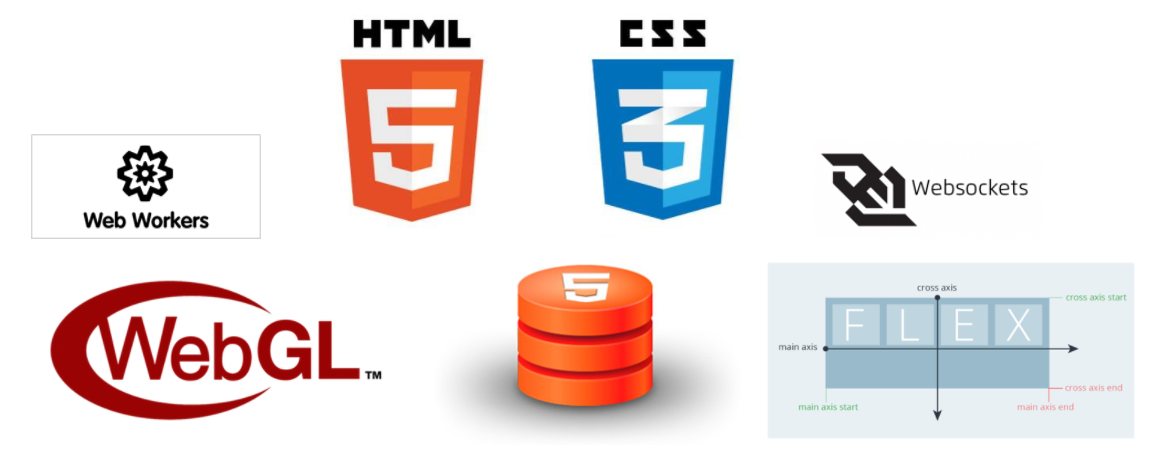 HTML
5
CSS
3
Web Workers
Websockets
WebGL™
5
cross axis
cross axis start
FLEX
main axis
cross axis end
main axis start
main axis end